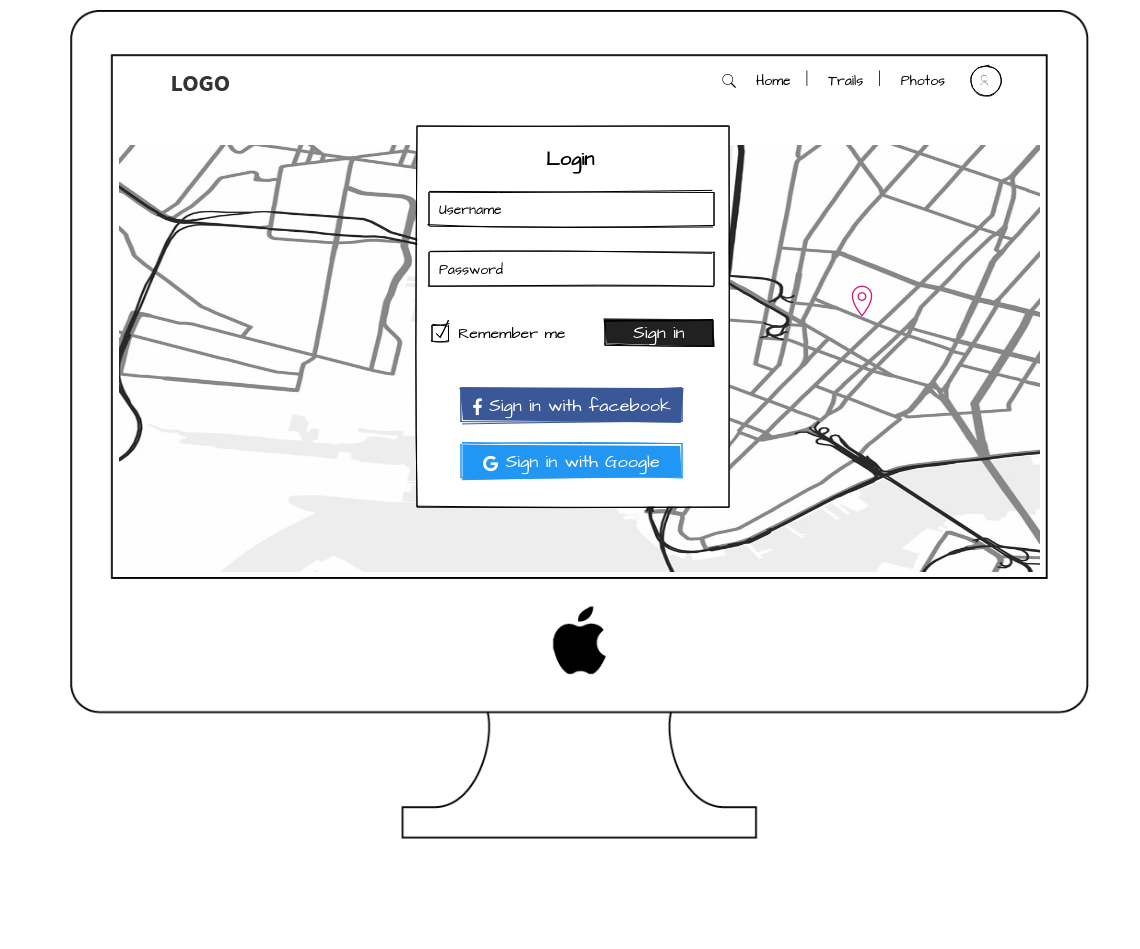 LOGO
Home
Trails
Photos
Login
Username
Password
Remember me
Sign in
Sign in with facebook
Sign in with Google